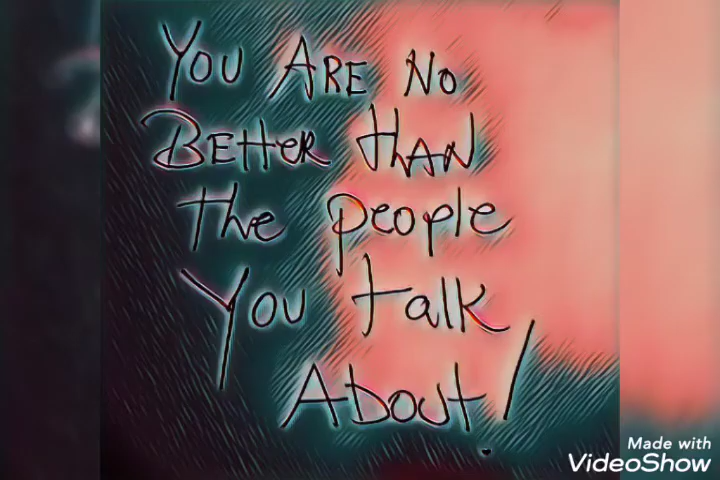 You Are No
Better than
the people
You talk
About!
Made with
VideoShow